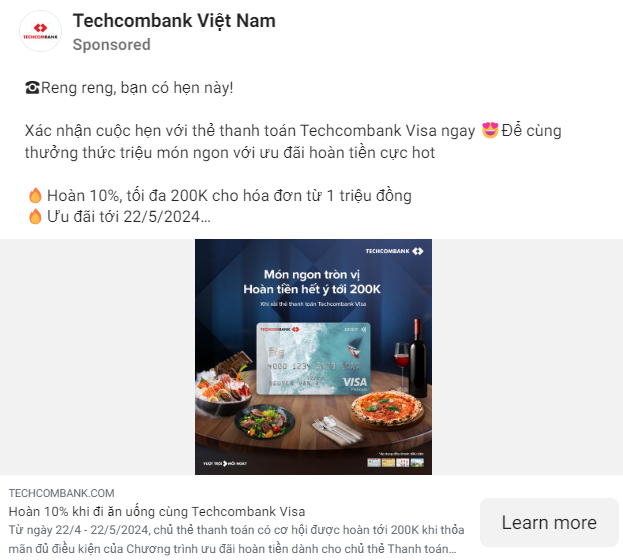 TECHCOMBANK
Techcombank Việt Nam
Sponsored
☎Reng reng, bạn có hẹn này!
Xác nhận cuộc hẹn với thẻ thanh toán Techcombank Visa ngay 😍Để cùng
thưởng thức triệu món ngon với ưu đãi hoàn tiền cực hot
🔥 Hoàn 10%, tối đa 200K cho hóa đơn từ 1 triệu đồng
🔥 Ưu đãi tới 22/5/2024...
TECHCOMBANK
Món ngon tròn vị
Hoàn tiền hết ý tới 200K
Khi xài thẻ thanh toán Techcombank Visa
TECHCOMBANK
DEBIT
NGUYEN VAN A
VISA
VƯỢT TRỘI MỖI NGÀY
TECHCOMBANK.COM
Hoàn 10% khi đi ăn uống cùng Techcombank Visa
Từ ngày 22/4 - 22/5/2024, chủ thẻ thanh toán có cơ hội được hoàn tới 200K khi thỏa
mãn đủ điều kiện của Chương trình ưu đãi hoàn tiền dành cho chủ thẻ Thanh toán...
Learn more